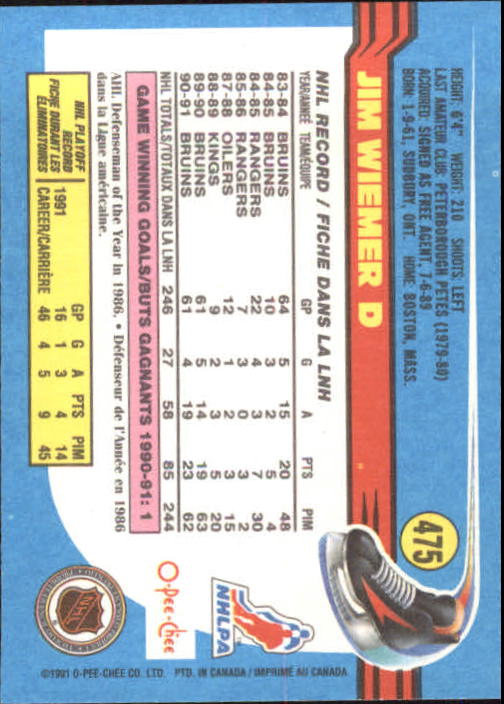 475
HEIGHT: 6'4" WEIGHT: 210 SHOOTS: LEFT
LAST AMATEUR CLUB: PETERBOROUGH PETES (1979-80)
ACQUIRED: SIGNED AS FREE AGENT, 7-6-89
BORN 1-9-61, SUDBURY, ONT. HOME BOSTON, MASS.
JIM WIEMER D
NHL RECORD / FICHE DANS LA LNH
YEAR/ANNÉE TEAM/ÉQUIPE GP G A PTS PIM
83-84 BRUINS 64 5 15 20 48
84-85 BRUINS 10 3 2 5 4
84-85 RANGERS 22 4 3 7 30
85-86 RANGERS 7 3 0 3 2
87-88 OILERS 12 1 2 3 15
88-89 KINGS 9 2 3 5 20
89-90 BRUINS 61 5 14 19 63
90-91 BRUINS 61 4 19 23 62
NHL TOTALS/TOTAUX DANS LA LNH 246 27 58 85 244
GAME WINNING GOALS/BUTS GAGNANTS 1990-91: 1
AHL Defenseman of the Year in 1986. • Défenseur de l'Année en 1986
dans la Ligue américaine.
NHL PLAYOFF
RECORD
FICHE DURANT LES
ÉLIMINATOIRES
GP G A PTS PIM
1991 16 1 3 4 14
CAREER/CARRIÈRE 46 4 5 9 45
NHLPA
O-Pee-Chee
NHL
©1991 O-PEE-CHEE CO. LTD. PTD. IN CANADA / IMPRIMÉ AU CANADA